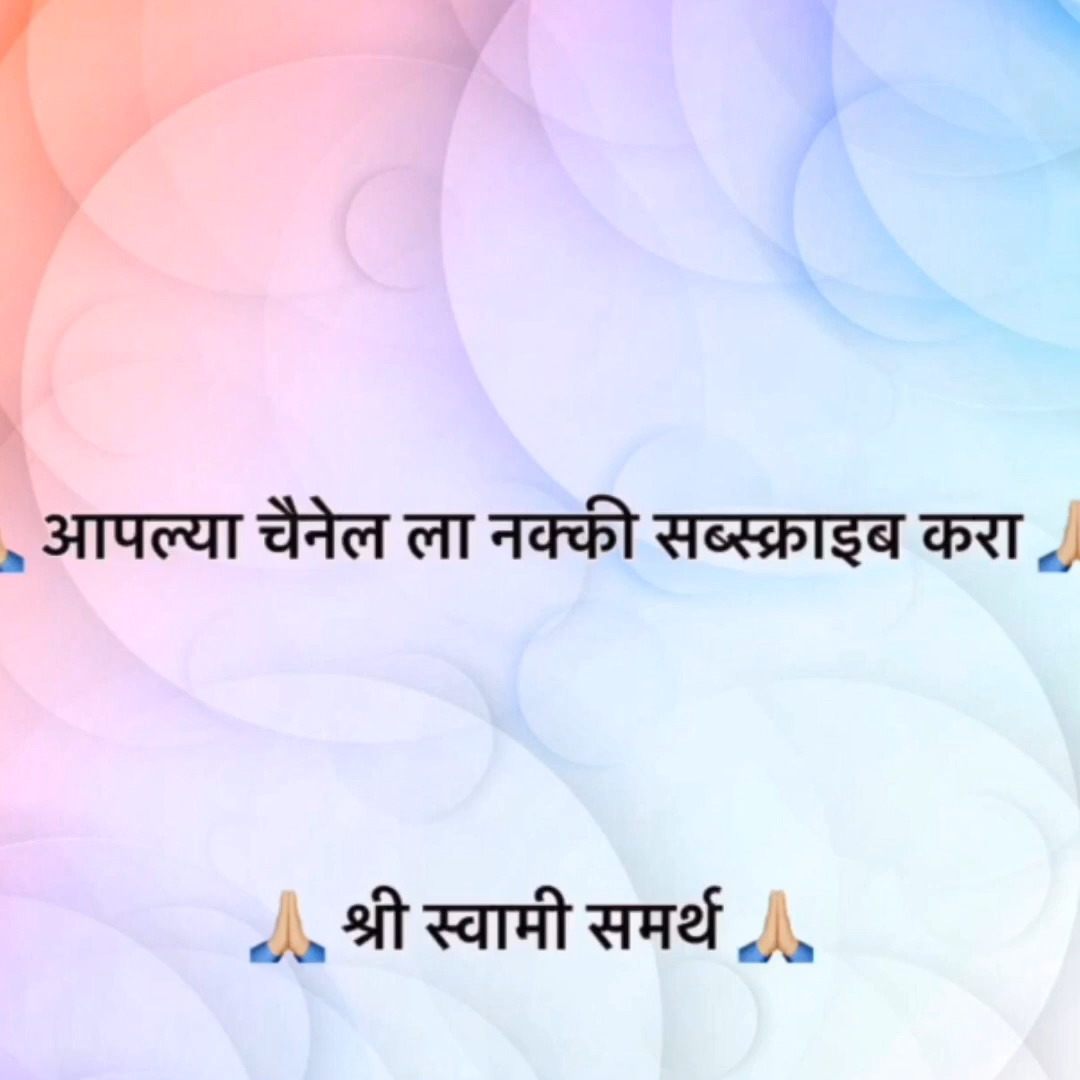 🙏🏼 आपल्या चैनेल ला नक्की सब्स्क्राइब करा 🙏🏼
🙏🏼 श्री स्वामी समर्थ 🙏🏼